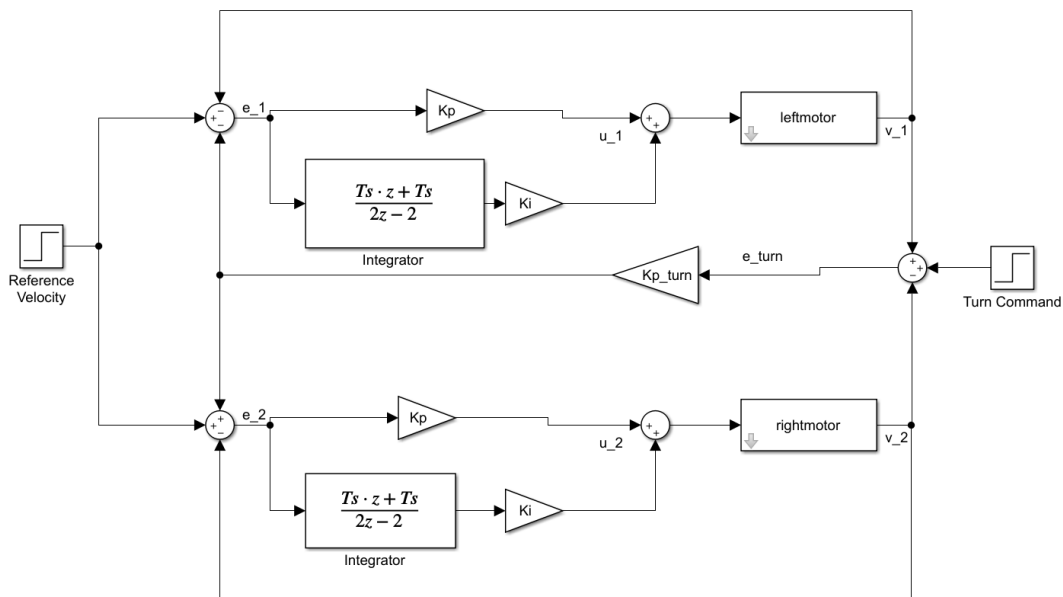 e_1
Kp
u_1
leftmotor
v_1
Ts · z + Ts
2z − 2
Ki
Integrator
Reference
Velocity
Kp_turn
e_turn
Turn Command
e_2
Kp
u_2
rightmotor
v_2
Ts · z + Ts
2z − 2
Ki
Integrator